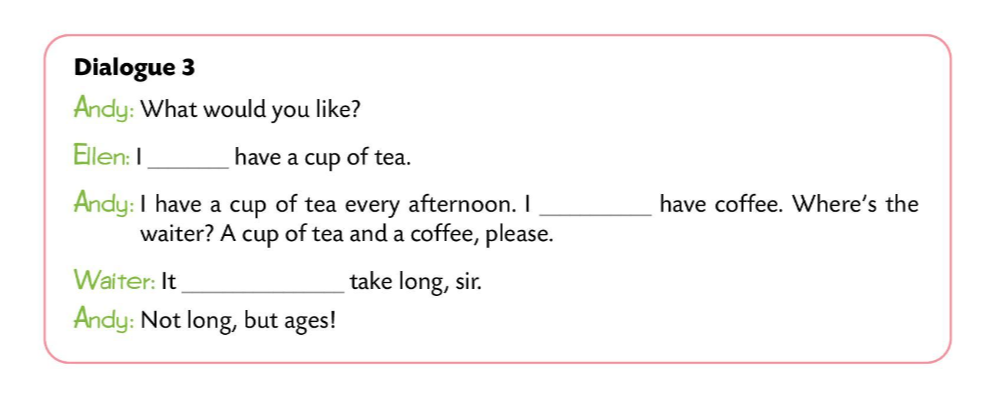 Dialogue 3
Andy: What would you like?
Ellen: I _______ have a cup of tea.
Andy: I have a cup of tea every afternoon. I __________ have coffee. Where's the
waiter? A cup of tea and a coffee, please.
Waiter: It ______________ take long, sir.
Andy: Not long, but ages!